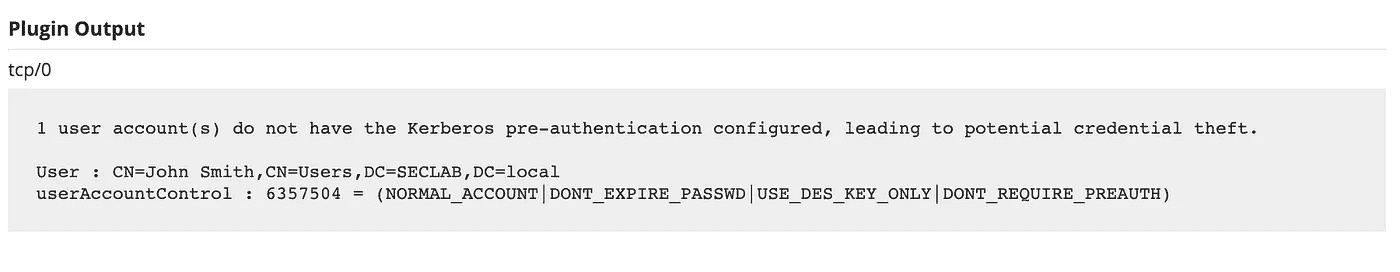 Plugin Output
tcp/0
1 user account(s) do not have the Kerberos pre-authentication configured, leading to potential credential theft.
User : CN=John Smith,CN=Users,DC=SECLAB,DC=local
userAccountControl : 6357504 = (NORMAL_ACCOUNT|DONT_EXPIRE_PASSWD|USE_DES_KEY_ONLY|DONT_REQUIRE_PREAUTH)